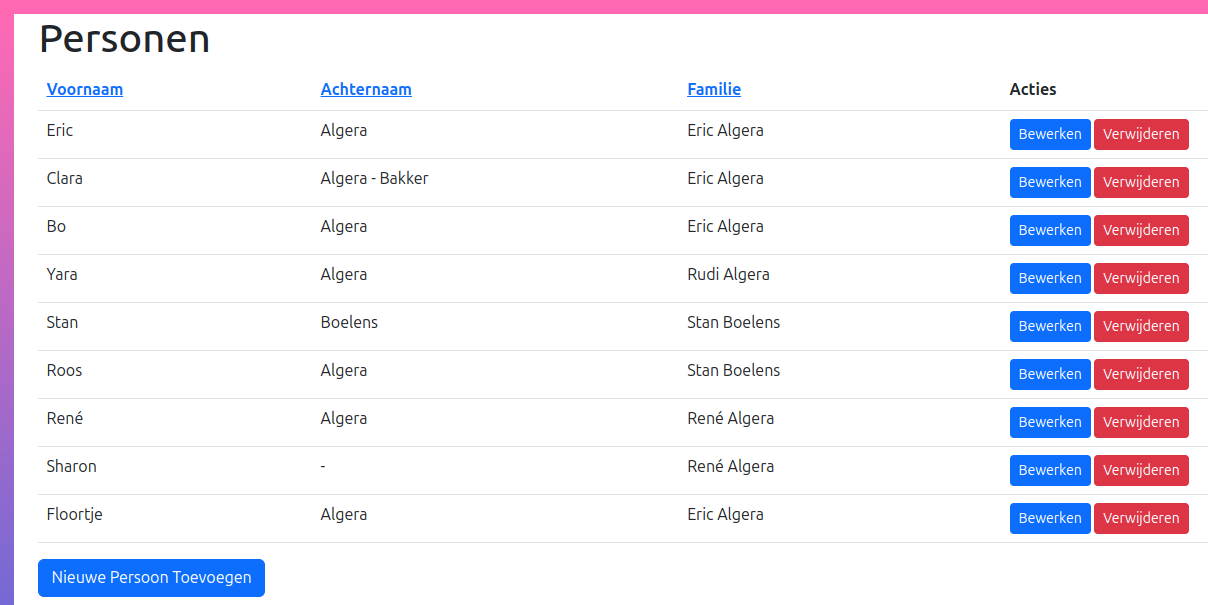 Personen
Voornaam Achternaam Familie Acties
Eric Algera Eric Algera Bewerken Verwijderen
Clara Algera - Bakker Eric Algera Bewerken Verwijderen
Bo Algera Eric Algera Bewerken Verwijderen
Yara Algera Rudi Algera Bewerken Verwijderen
Stan Boelens Stan Boelens Bewerken Verwijderen
Roos Algera Stan Boelens Bewerken Verwijderen
René Algera René Algera Bewerken Verwijderen
Sharon - René Algera Bewerken Verwijderen
Floortje Algera Eric Algera Bewerken Verwijderen
Nieuwe Persoon Toevoegen